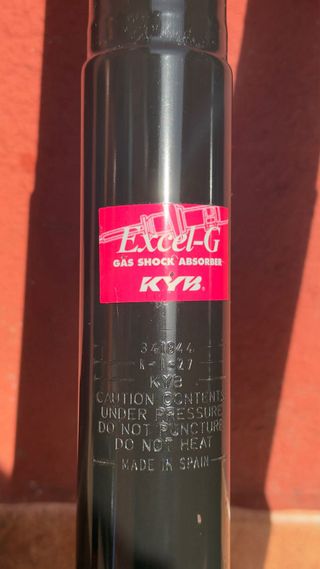 Excel-G
GAS SHOCK ABSORBER
KYB®
KYB
CAUTION CONTENTS
UNDER PRESSURE
DO NOT PUNCTURE
DO NOT HEAT
MADE IN SPAIN